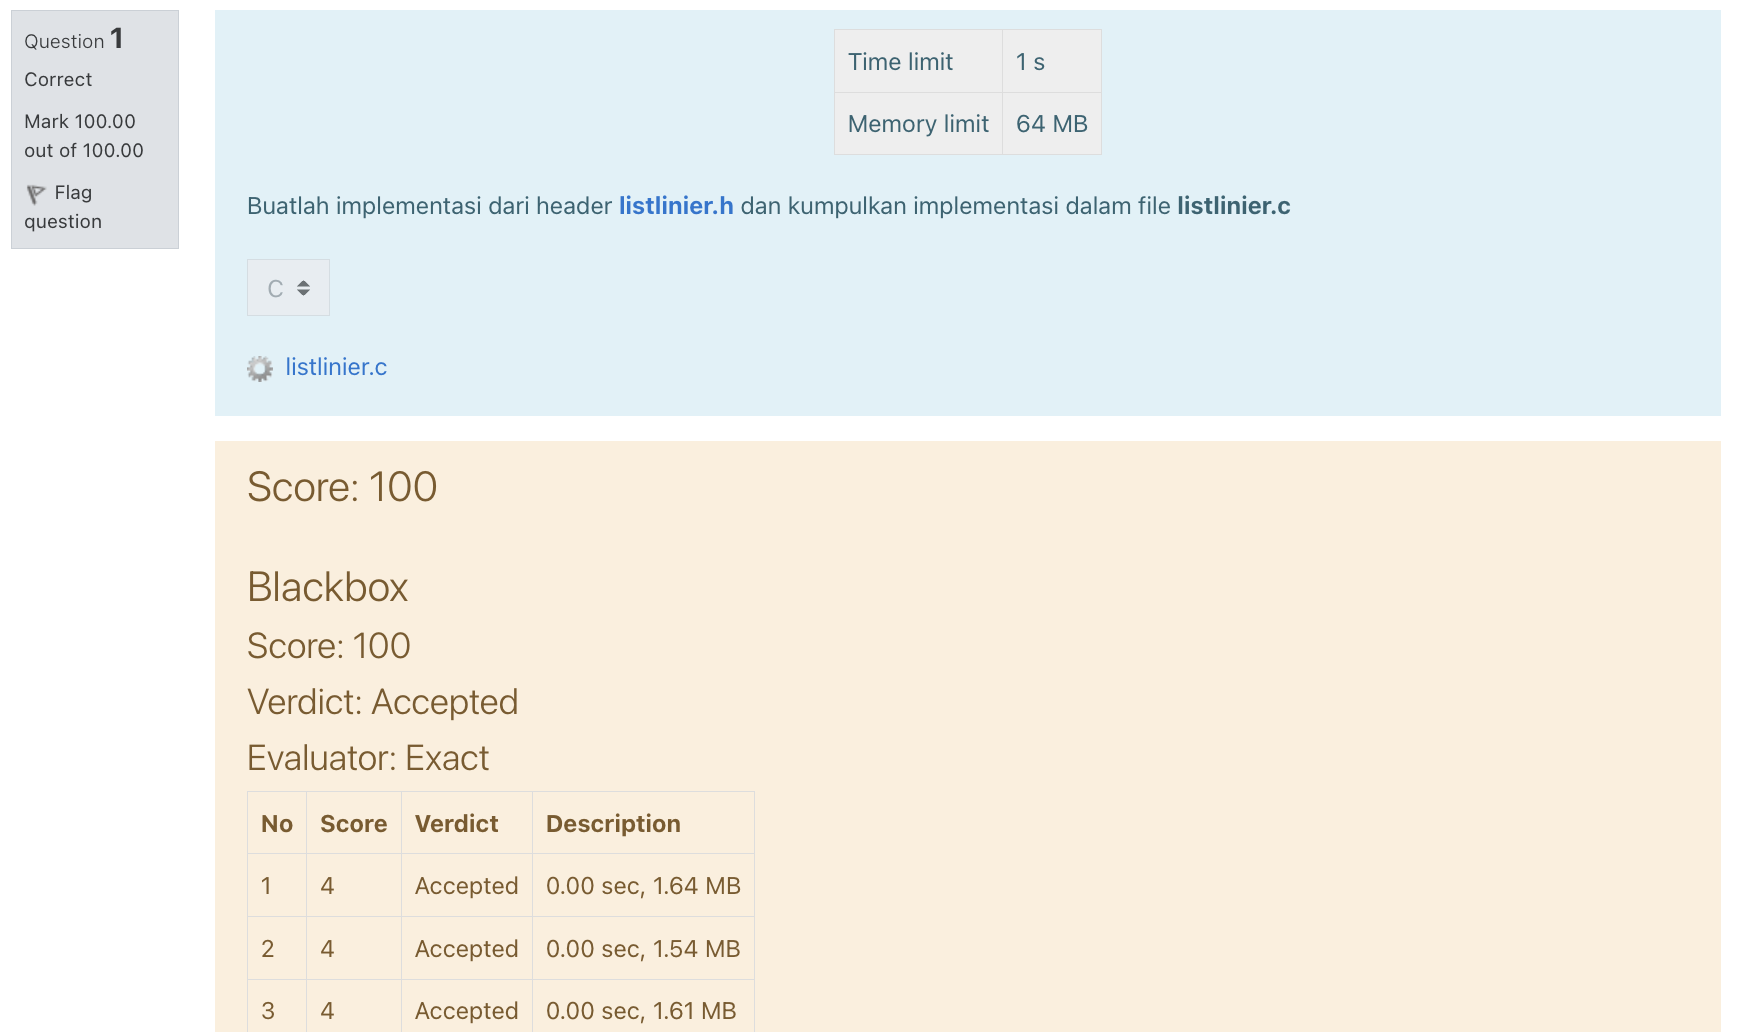 Question 1
Correct
Mark 100.00
out of 100.00
Flag
question
Time limit 1 s
Memory limit 64 MB
Buatlah implementasi dari header listlinier.h dan kumpulkan implementasi dalam file listlinier.c
C
listlinier.c
Score: 100
Blackbox
Score: 100
Verdict: Accepted
Evaluator: Exact
No Score Verdict Description
1 4 Accepted 0.00 sec, 1.64 MB
2 4 Accepted 0.00 sec, 1.54 MB
3 4 Accepted 0.00 sec, 1.61 MB